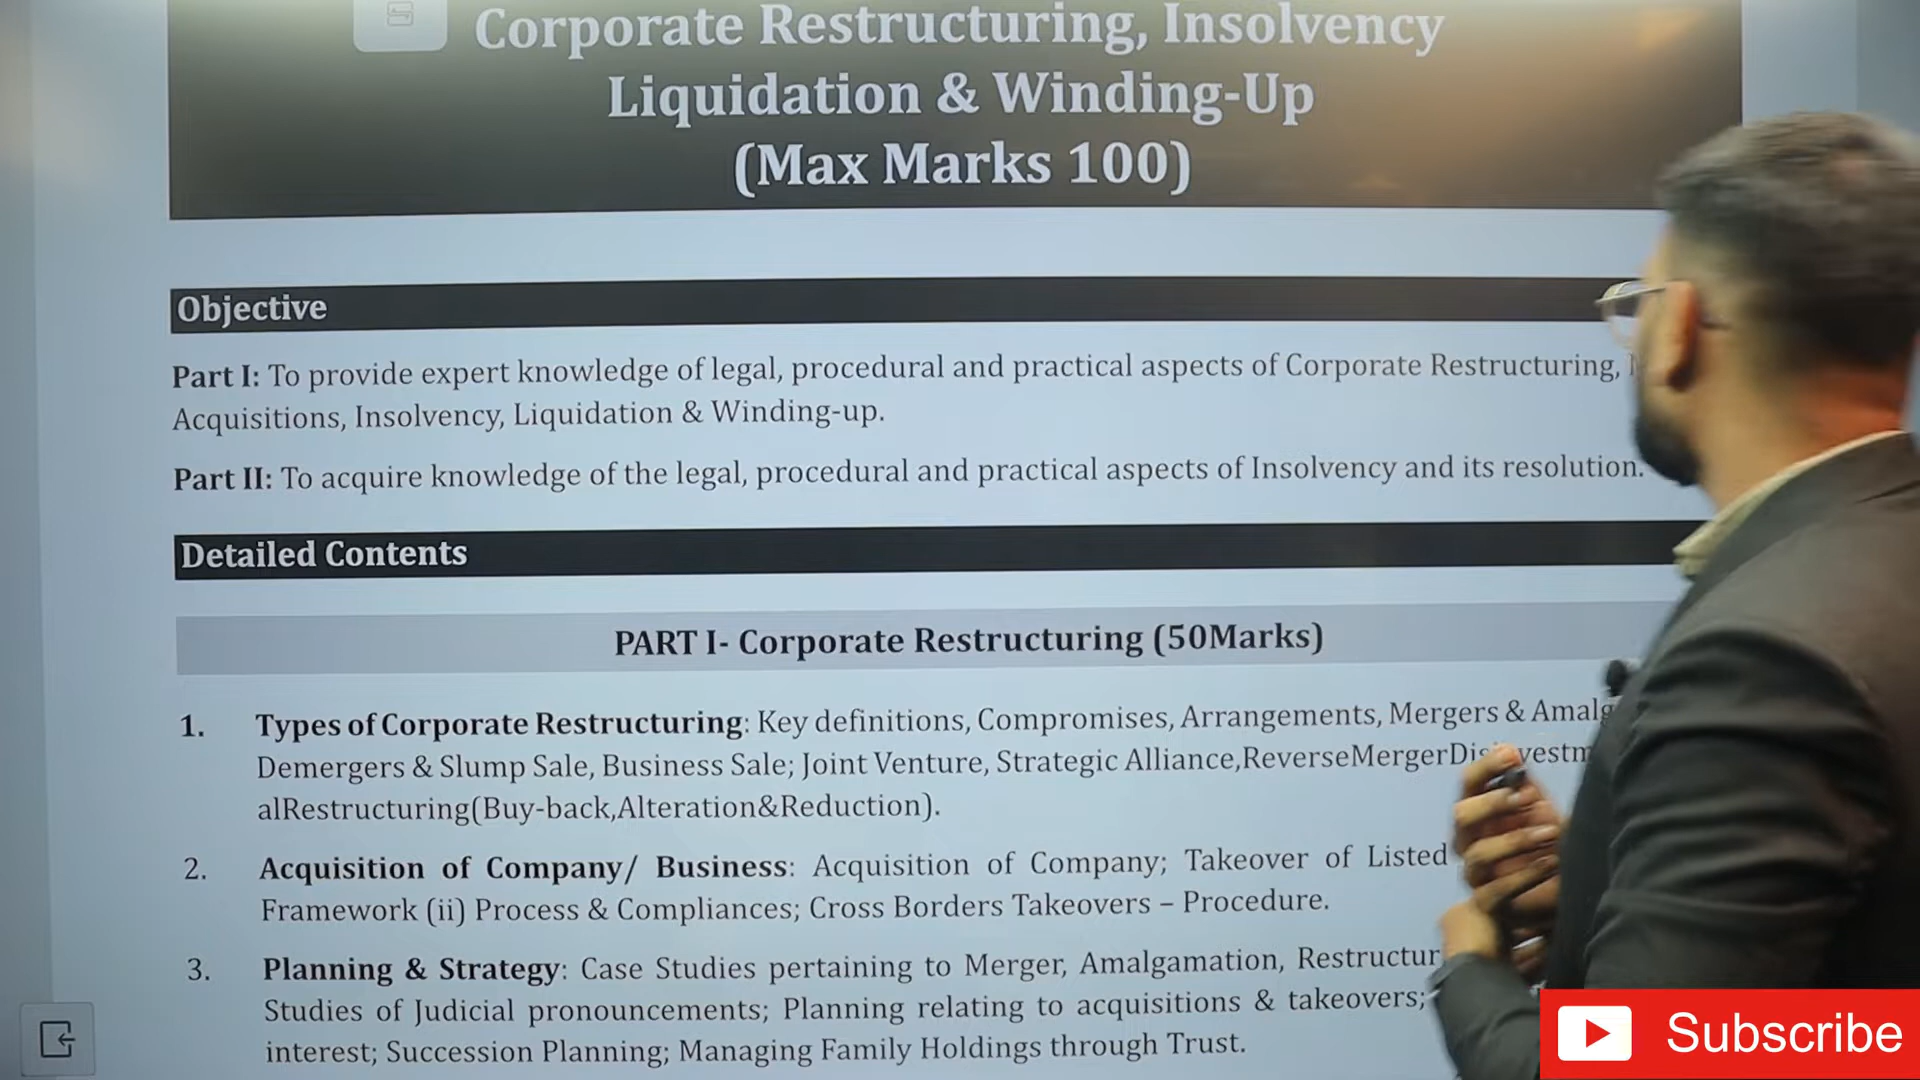 Corporate Restructuring, Insolvency
Liquidation & Winding-Up
(Max Marks 100)
Objective
Part I: To provide expert knowledge of legal, procedural and practical aspects of Corporate Restructuring,
Acquisitions, Insolvency, Liquidation & Winding-up.
Part II: To acquire knowledge of the legal, procedural and practical aspects of Insolvency and its resolution.
Detailed Contents
PART I- Corporate Restructuring (50Marks)
1. Types of Corporate Restructuring: Key definitions, Compromises, Arrangements, Mergers & Amalg
Demergers & Slump Sale, Business Sale; Joint Venture, Strategic Alliance,ReverseMerger
alRestructuring(Buy-back,Alteration&Reduction).
2. Acquisition of Company/ Business: Acquisition of Company; Takeover of Listed
Framework (ii) Process & Compliances; Cross Borders Takeovers – Procedure.
3. Planning & Strategy: Case Studies pertaining to Merger, Amalgamation, Restructur
Studies of Judicial pronouncements; Planning relating to acquisitions & takeovers;
interest; Succession Planning; Managing Family Holdings through Trust.
Subscribe